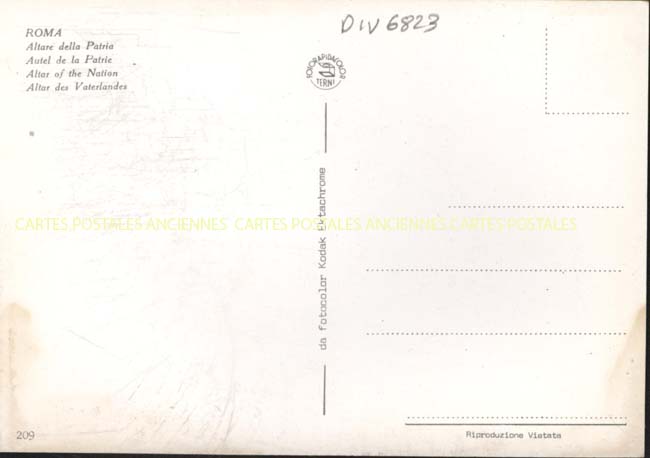 ROMA
Altare della Patria
Autel de la Patrie
Altar of the Nation
Altar des Vaterlandes
DIV 6823
FOTORAPIDACOLOR
TERNI
da fotocolor Kodak Ektachrome
CARTES POSTALES ANCIENNES CARTES POSTALES ANCIENNES CARTES POSTALES
209
Riproduzione Vietata